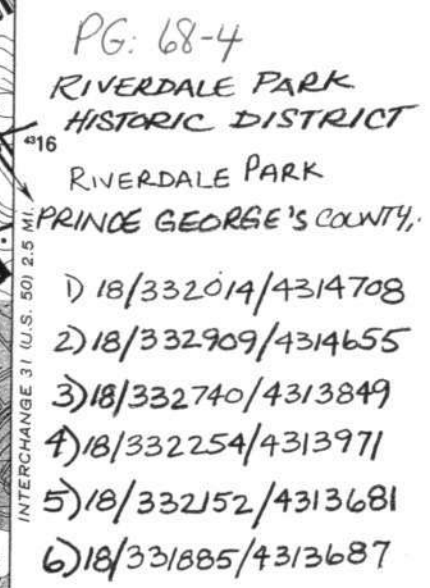 PG: 68-4
RIVERDALE PARK
HISTORIC DISTRICT
4316
RIVERDALE PARK
PRINCE GEORGE'S COUNTY,
INTERCHANGE 31 (U.S. 50) 2.5 MI.
1) 18/332014/4314708
2) 18/332909/4314655
3) 18/332740/4313849
4) 18/332254/4313971
5) 18/332152/4313681
6) 18/331885/4313687